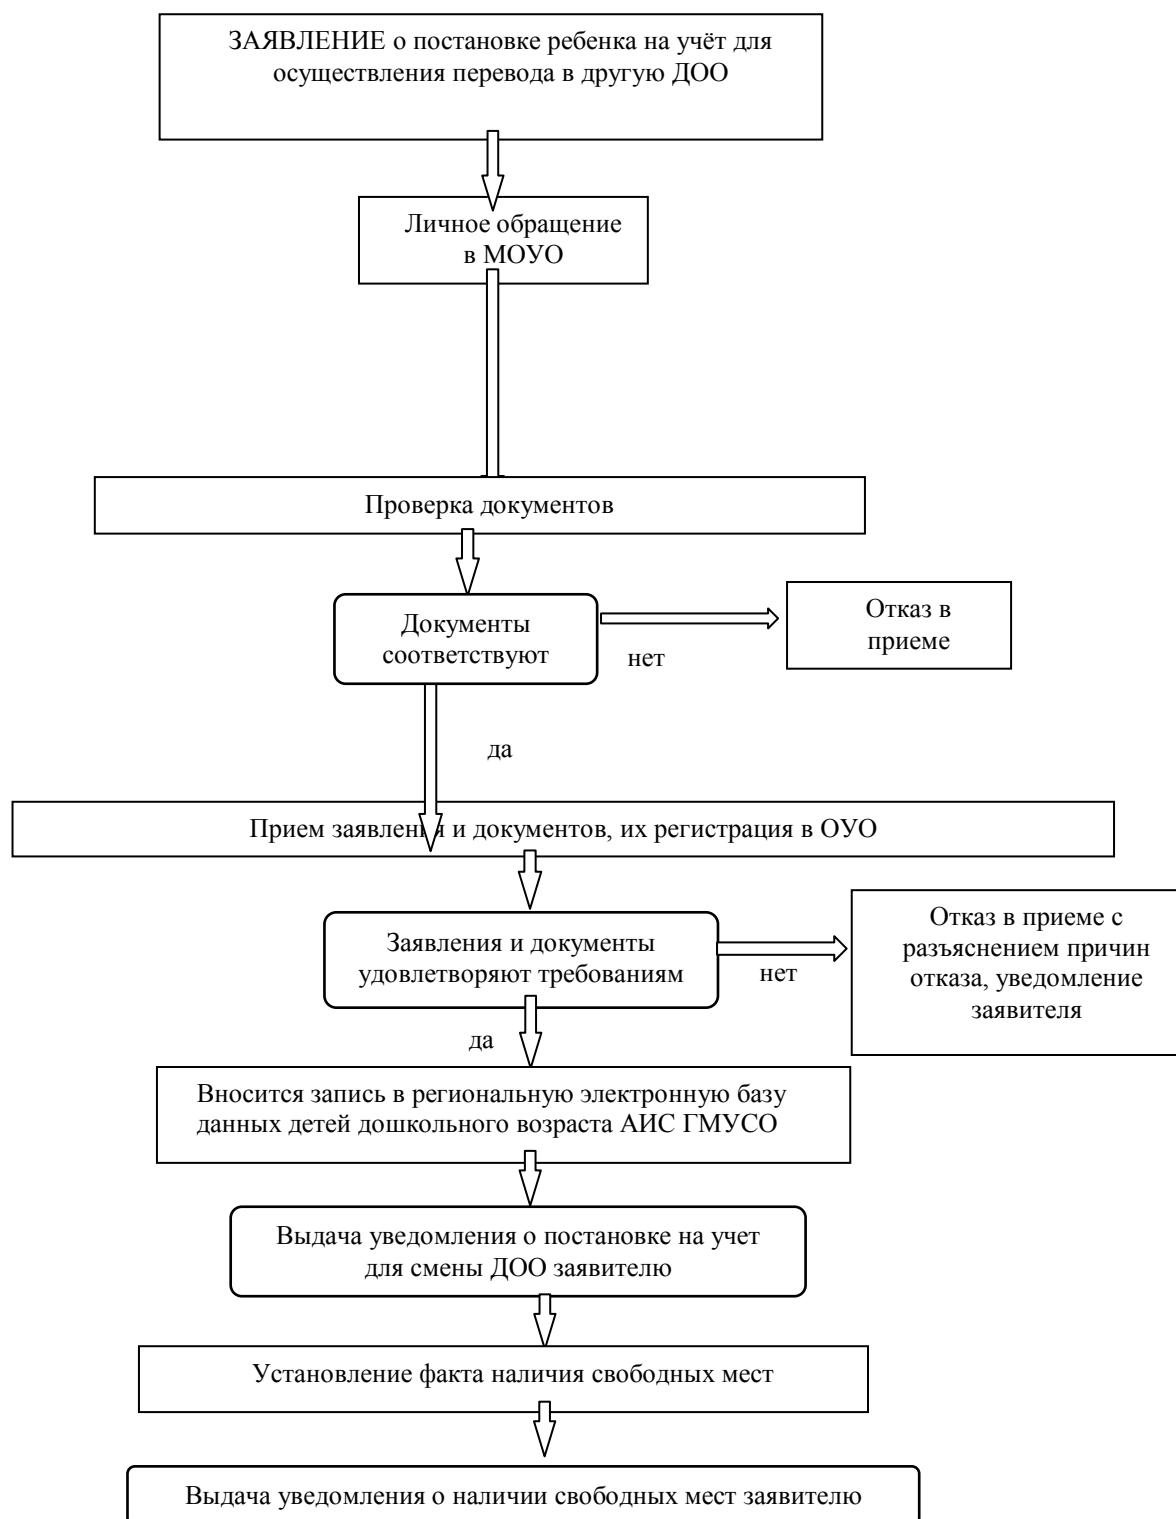 ЗАЯВЛЕНИЕ о постановке ребенка на учёт для
осуществления перевода в другую ДОО
Личное обращение
в МОУО
Проверка документов
Документы
соответствуют
нет
Отказ в
приеме
да
Прием заявления и документов, их регистрация в ОУО
Заявления и документы
удовлетворяют требованиям
нет
Отказ в приеме с
разъяснением причин
отказа, уведомление
заявителя
да
Вносится запись в региональную электронную базу
данных детей дошкольного возраста АИС ГМУСО
Выдача уведомления о постановке на учет
для смены ДОО заявителю
Установление факта наличия свободных мест
Выдача уведомления о наличии свободных мест заявителю